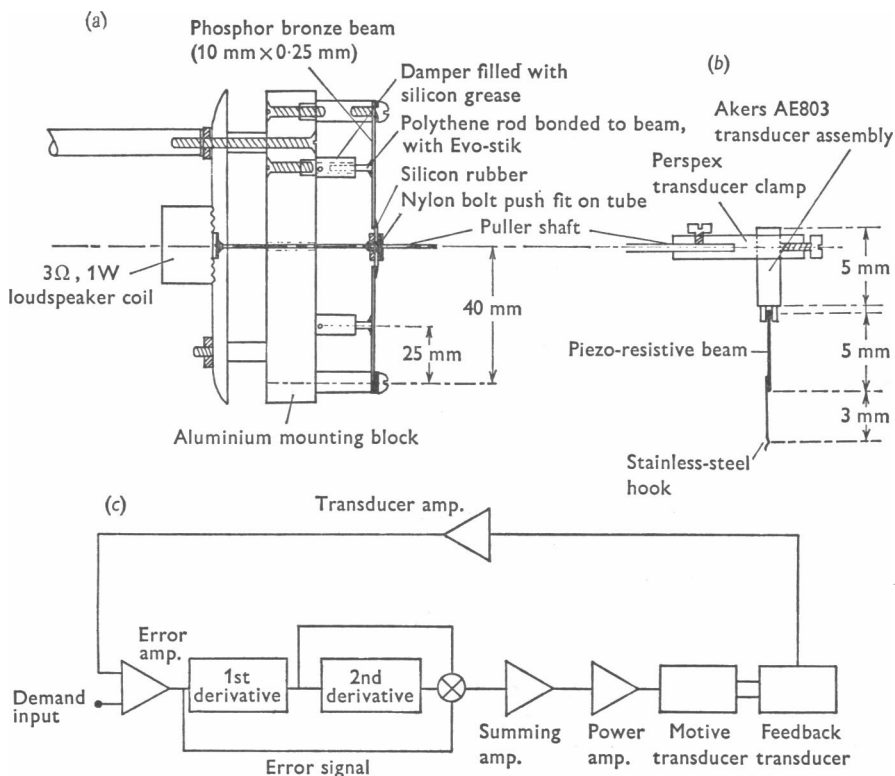 (a)
Phosphor bronze beam
(10 mm × 0·25 mm)
Damper filled with
silicon grease
Polythene rod bonded to beam,
with Evo-stik
Silicon rubber
Nylon bolt push fit on tube
Puller shaft
3Ω, 1W
loudspeaker coil
40 mm
25 mm
Aluminium mounting block
(b)
Akers AE803
transducer assembly
Perspex
transducer clamp
5 mm
5 mm
Piezo-resistive beam
3 mm
Stainless-steel
hook
(c)
Transducer amp.
Error
amp.
1st
derivative
2nd
derivative
Demand
input
Error signal
Summing
amp.
Power
amp.
Motive
transducer
Feedback
transducer